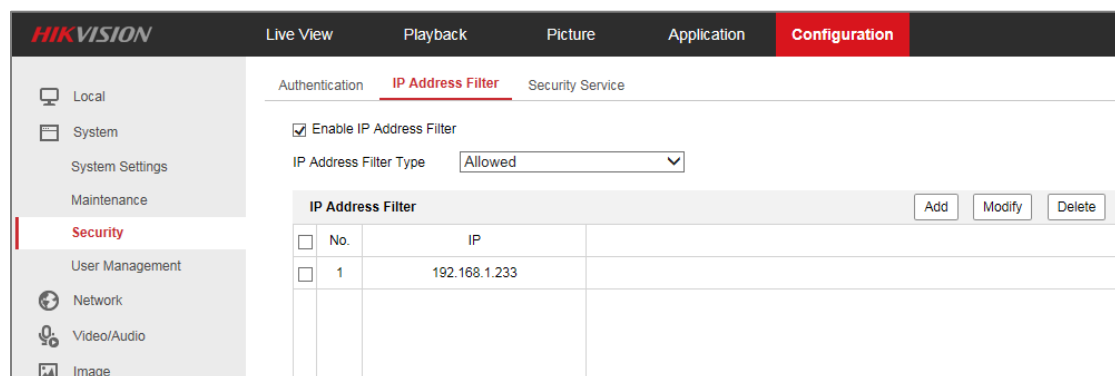 HIKVISION Live View Playback Picture Application Configuration
Local
System
System Settings
Maintenance
Security
User Management
Network
Video/Audio
Image
Authentication IP Address Filter Security Service
Enable IP Address Filter
IP Address Filter Type Allowed
IP Address Filter Add Modify Delete
No. IP
1 192.168.1.233